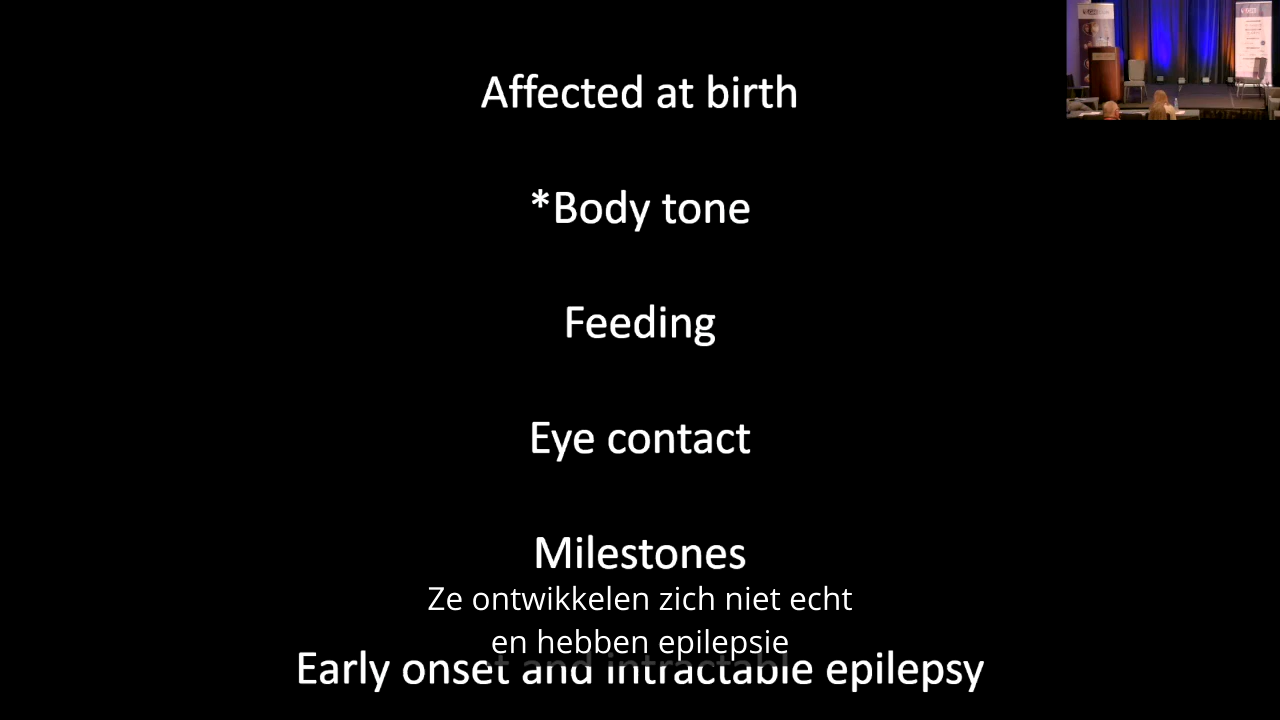 Affected at birth
*Body tone
Feeding
Eye contact
Milestones
Ze ontwikkelen zich niet echt
en hebben epilepsie
Early onset and intractable epilepsy